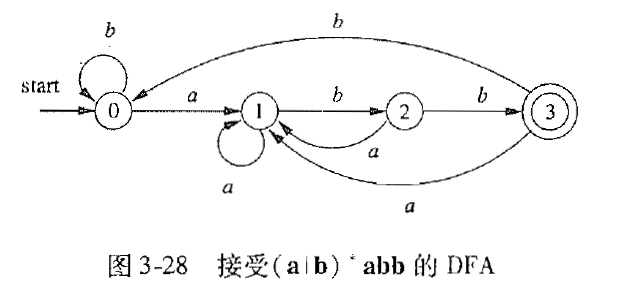 b
b
start
a
b
b
0
1
2
3
a
a
a
图 3-28 接受(a|b)*abb 的 DFA